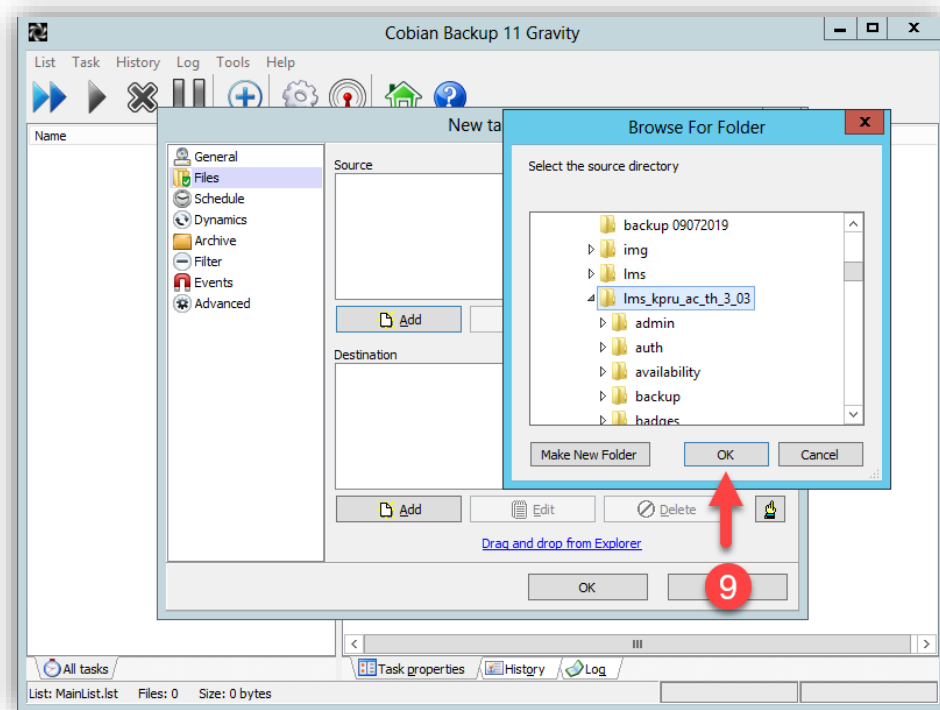 Cobian Backup 11 Gravity
List Task History Log Tools Help
Name
New ta
General
Files
Schedule
Dynamics
Archive
Filter
Events
Advanced
Source
Add
Destination
Add Edit Delete
Drag and drop from Explorer
OK
Browse For Folder
x
Select the source directory
backup 09072019
img
lms
lms_kpru_ac_th_3_03
admin
auth
availability
backup
badges
Make New Folder OK Cancel
9
All tasks
Task properties History Log
List: MainList.lst Files: 0 Size: 0 bytes